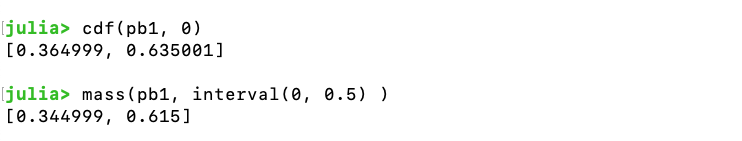 julia> cdf(pb1, 0)
[0.364999, 0.635001]
julia> mass(pb1, interval(0, 0.5) )
[0.344999, 0.615]